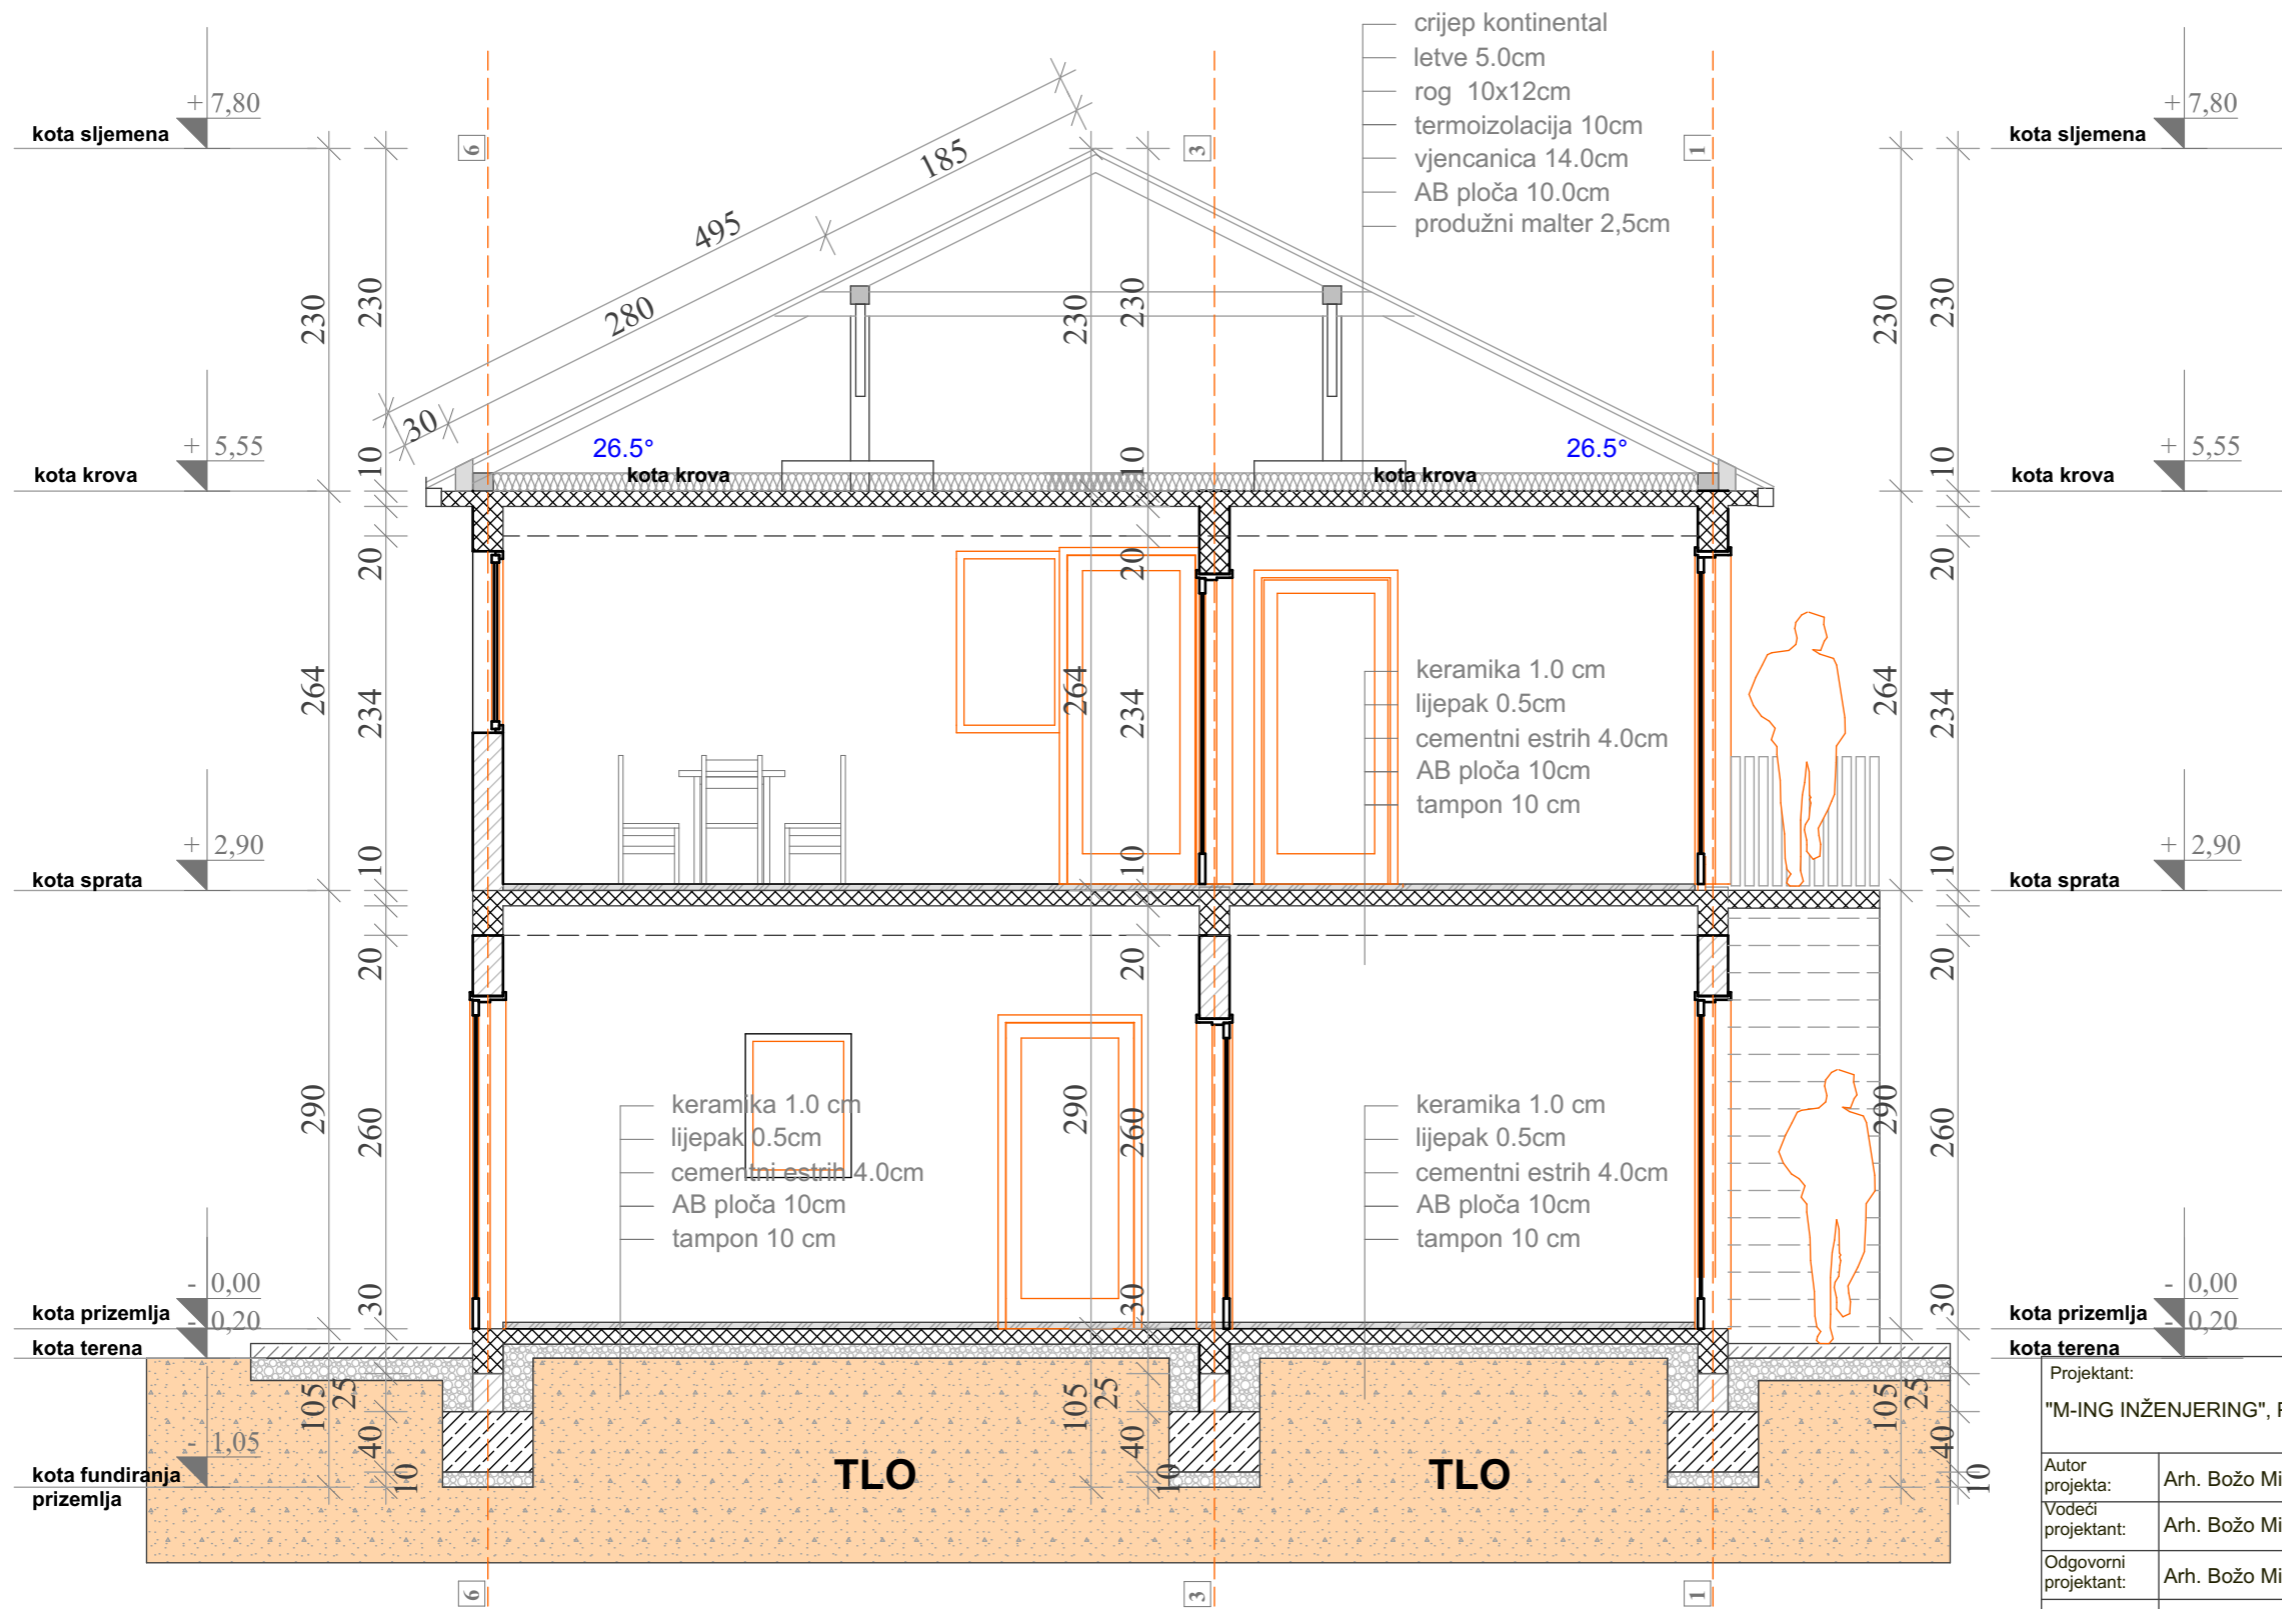 crijep kontinental
letve 5.0cm
rog 10x12cm
termoizolacija 10cm
vjencanica 14.0cm
AB ploča 10.0cm
produžni malter 2,5cm
+ 7,80
kota sljemena
6
3
1
+ 7,80
kota sljemena
495
185
280
30
230
230
230
230
230
230
26.5°
26.5°
+ 5,55
kota krova
kota krova
kota krova
+ 5,55
kota krova
10
10
10
20
20
20
264
234
264
234
264
234
keramika 1.0 cm
lijepak 0.5cm
cementni estrih 4.0cm
AB ploča 10cm
tampon 10 cm
+ 2,90
kota sprata
+ 2,90
kota sprata
10
10
10
20
20
20
290
260
290
260
290
260
keramika 1.0 cm
lijepak 0.5cm
cementni estrih 4.0cm
AB ploča 10cm
tampon 10 cm
keramika 1.0 cm
lijepak 0.5cm
cementni estrih 4.0cm
AB ploča 10cm
tampon 10 cm
- 0,00
kota prizemlja
- 0,20
kota terena
- 0,00
kota prizemlja
- 0,20
kota terena
30
30
30
105
25
40
10
105
25
40
10
105
25
40
10
- 1,05
kota fundiranja
prizemlja
TLO
TLO
6
3
1
Projektant:
"M-ING INŽENJERING",
Autor
projekta:
Arh. Božo Mi
Vodeći
projektant:
Arh. Božo Mi
Odgovorni
projektant:
Arh. Božo Mi